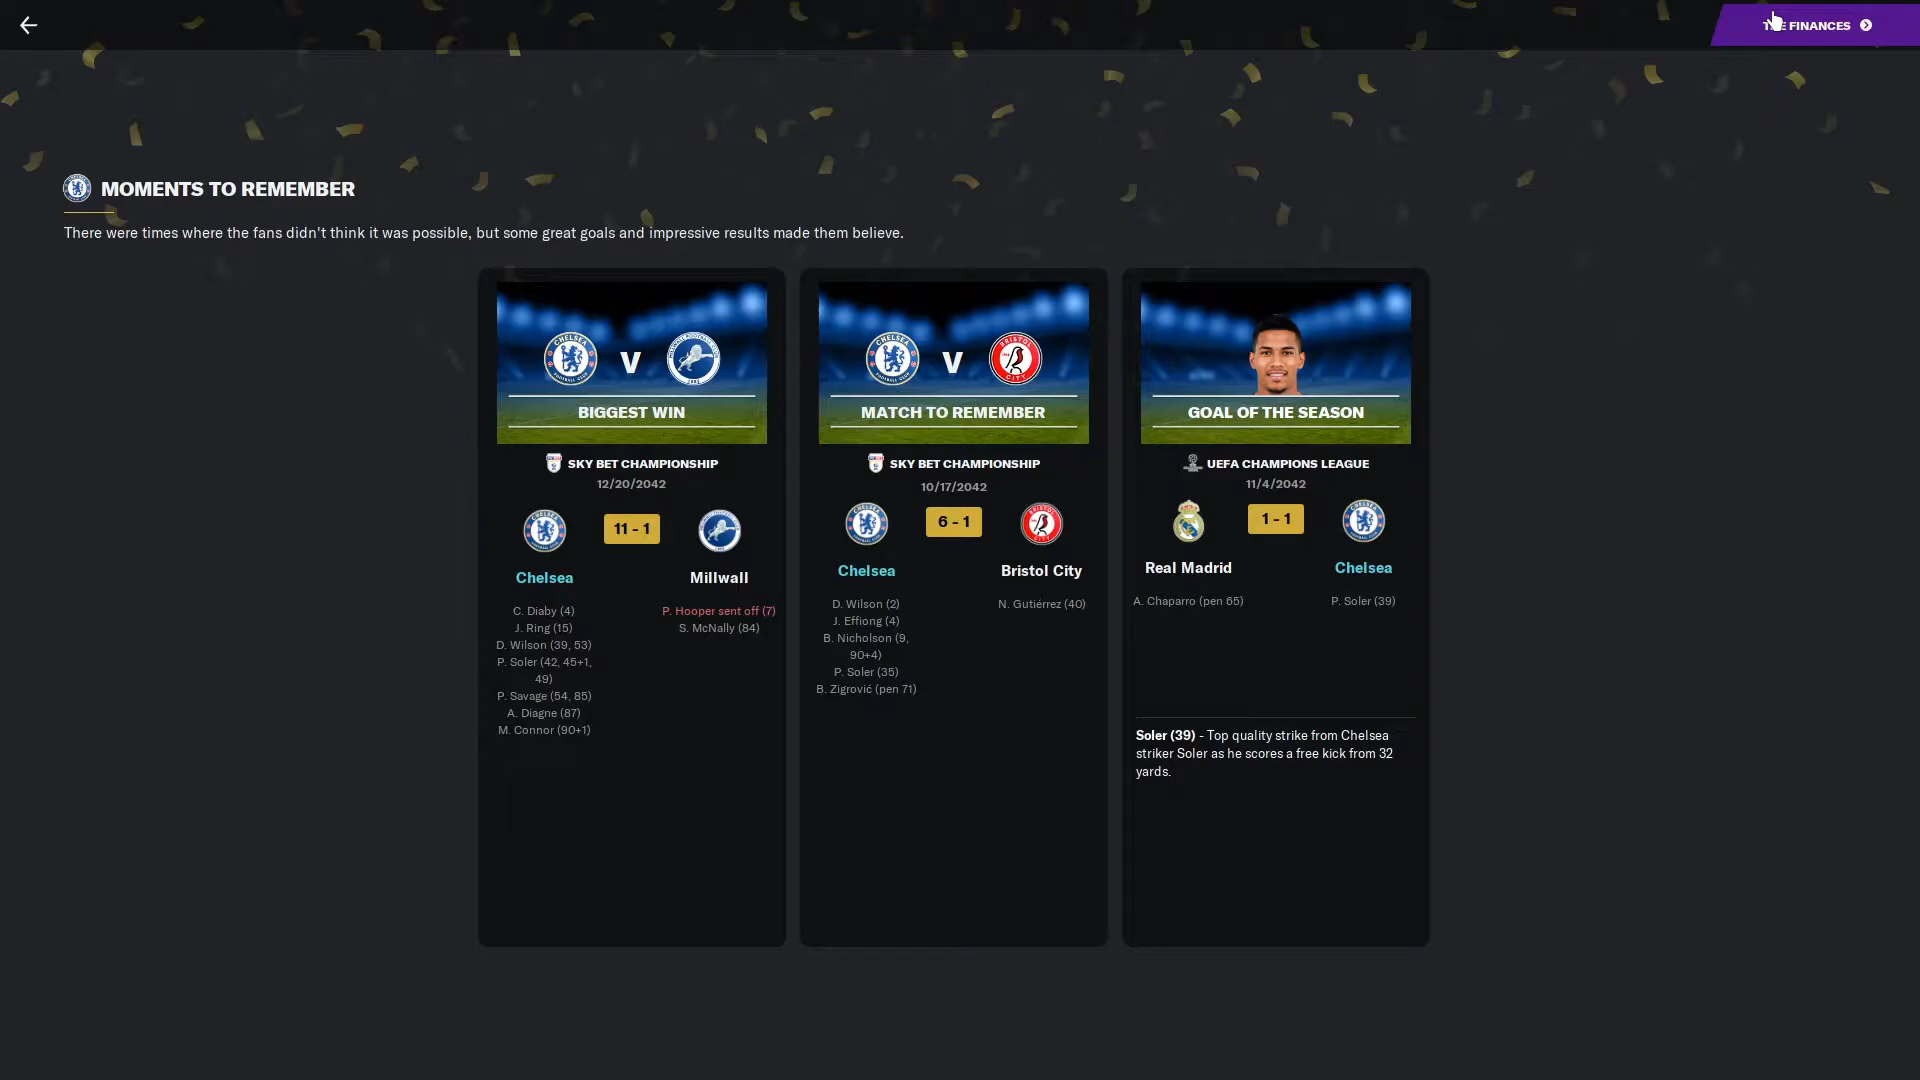 THE FINANCES
MOMENTS TO REMEMBER
There were times where the fans didn't think it was possible, but some great goals and impressive results made them believe.
V
BIGGEST WIN
SKY BET CHAMPIONSHIP
12/20/2042
11 - 1
Chelsea
Millwall
C. Diaby (4)
J. Ring (15)
D. Wilson (39, 53)
P. Soler (42, 45+1,
49)
P. Savage (54, 85)
A. Diagne (87)
M. Connor (90+1)
P. Hooper sent off (7)
S. McNally (84)
V
MATCH TO REMEMBER
SKY BET CHAMPIONSHIP
10/17/2042
6 - 1
Chelsea
Bristol City
D. Wilson (2)
J. Effiong (4)
B. Nicholson (9,
90+4)
P. Soler (35)
B. Zigrović (pen 71)
N. Gutiérrez (40)
GOAL OF THE SEASON
UEFA CHAMPIONS LEAGUE
11/4/2042
1 - 1
Real Madrid
Chelsea
A. Chaparro (pen 65)
P. Soler (39)
Soler (39) - Top quality strike from Chelsea
striker Soler as he scores a free kick from 32
yards.